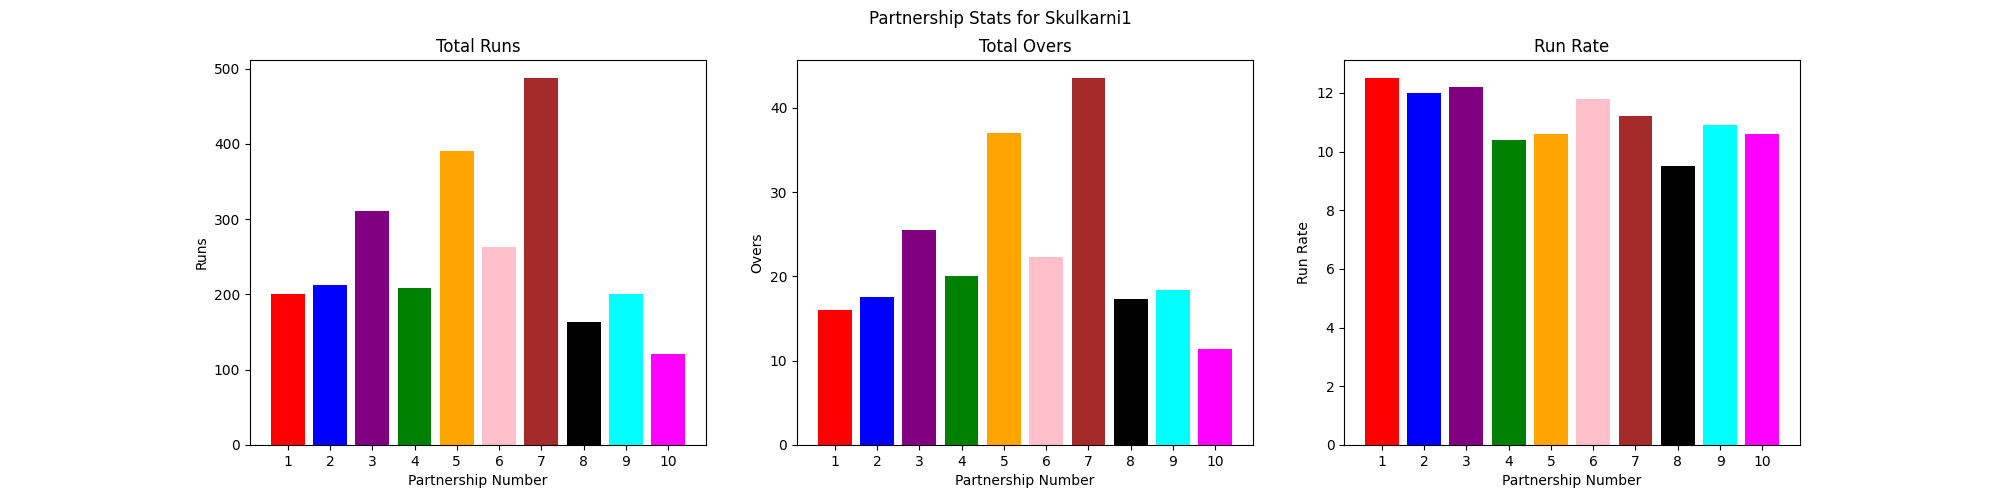 Partnership Stats for Skulkarni1
Total Runs
Runs
500
400
300
200
100
0
1 2 3 4 5 6 7 8 9 10
Partnership Number
Total Overs
Overs
40
30
20
10
0
1 2 3 4 5 6 7 8 9 10
Partnership Number
Run Rate
Run Rate
12
10
8
6
4
2
0
1 2 3 4 5 6 7 8 9 10
Partnership Number